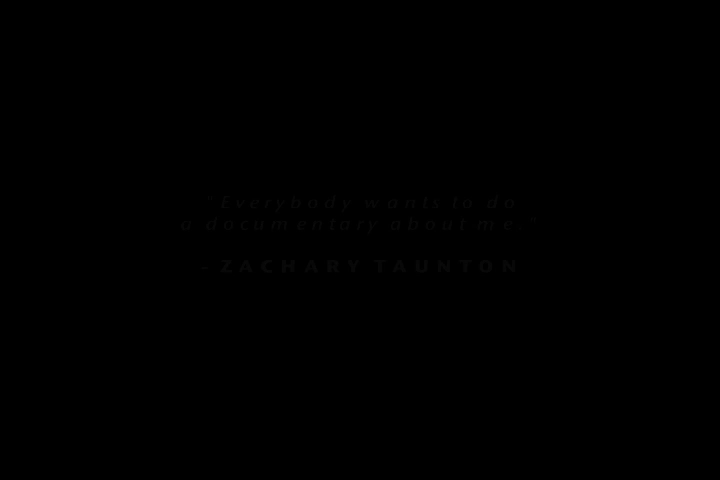 "Everybody wants to do
a documentary about me."
- ZACHARY TAUNTON